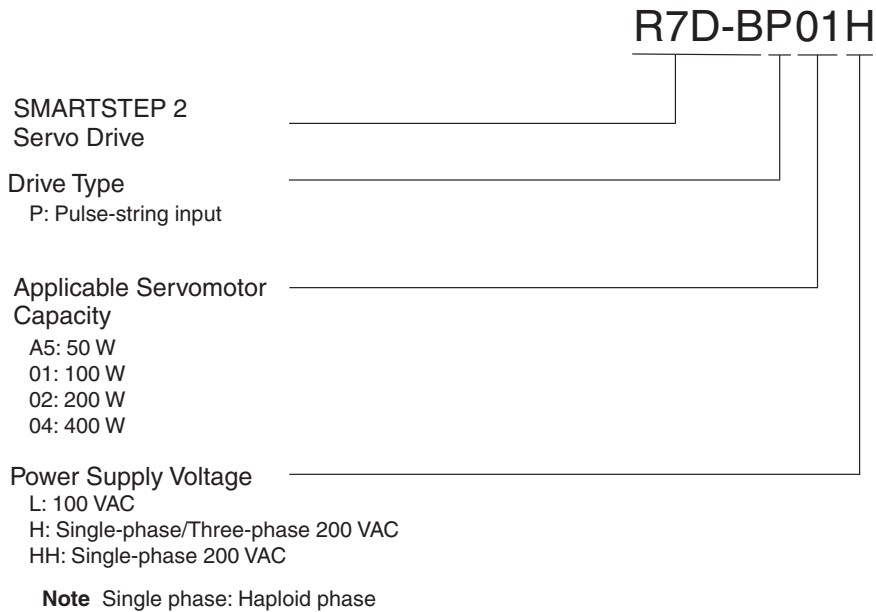 R7D-BP01H
SMARTSTEP 2
Servo Drive
Drive Type
P: Pulse-string input
Applicable Servomotor
Capacity
A5: 50 W
01: 100 W
02: 200 W
04: 400 W
Power Supply Voltage
L: 100 VAC
H: Single-phase/Three-phase 200 VAC
HH: Single-phase 200 VAC
Note Single phase: Haploid phase